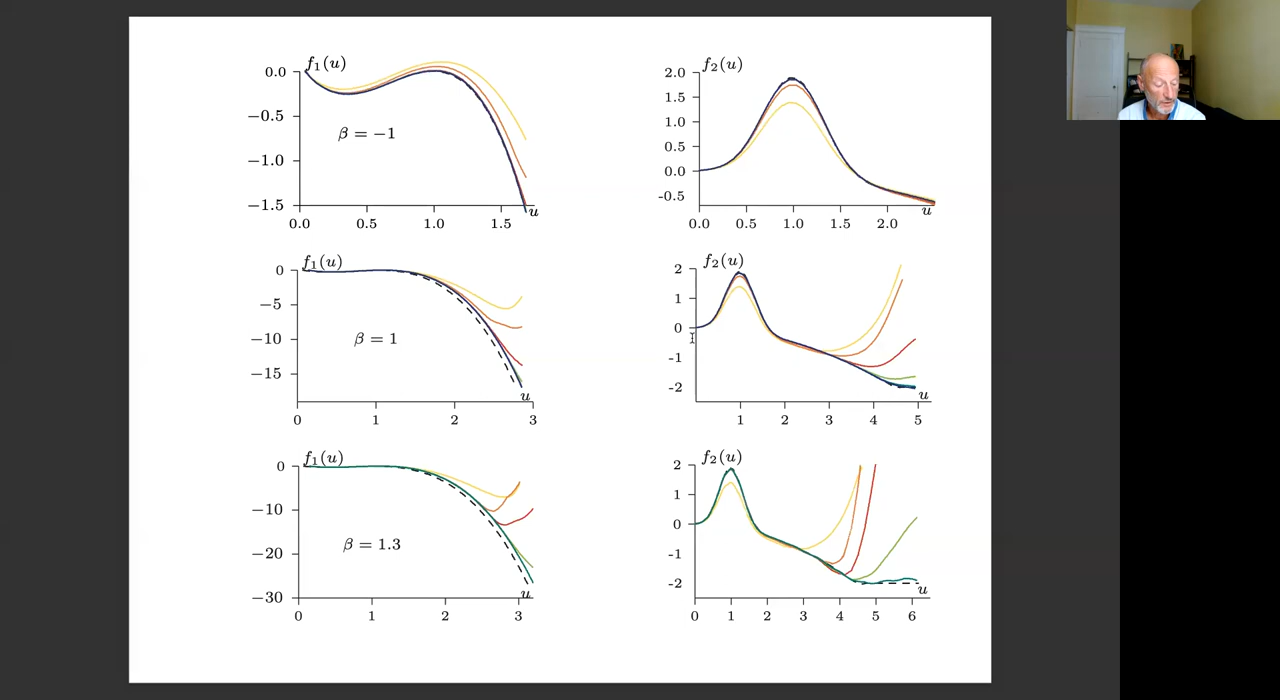 f₁(u)
0.0
−0.5
−1.0
−1.5
β = −1
u
0.0 0.5 1.0 1.5
f₂(u)
2.0
1.5
1.0
0.5
0.0
-0.5
u
0.0 0.5 1.0 1.5 2.0
f₁(u)
0
−5
−10
−15
β = 1
u
0 1 2 3
f₂(u)
2
1
0
-1
-2
u
1 2 3 4 5
f₁(u)
0
−10
−20
−30
β = 1.3
u
0 1 2 3
f₂(u)
2
1
0
-1
-2
u
0 1 2 3 4 5 6